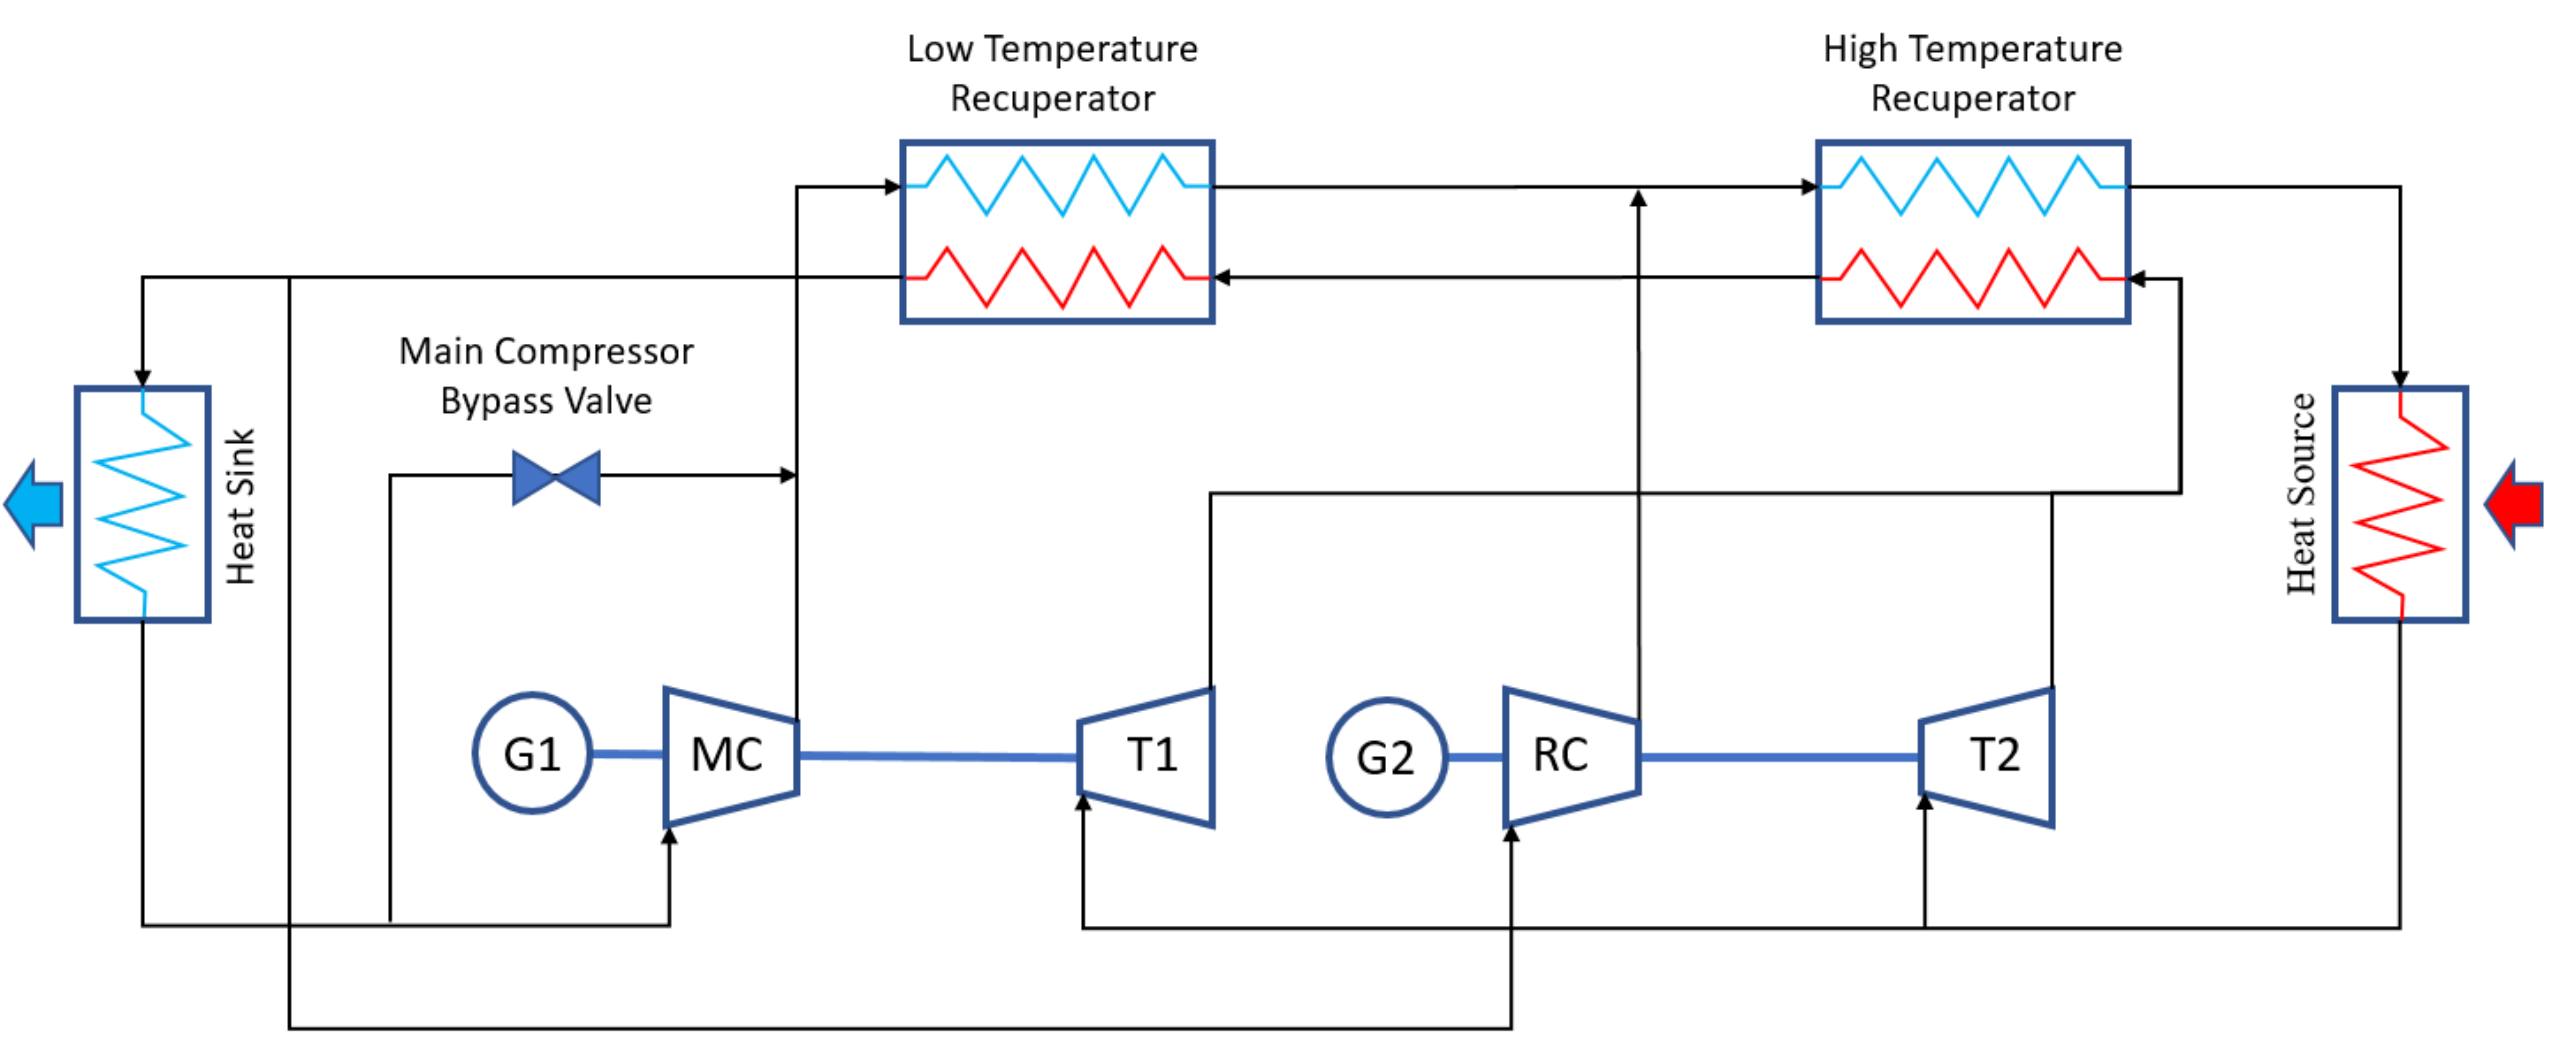 Low Temperature
Recuperator
High Temperature
Recuperator
Main Compressor
Bypass Valve
Heat Sink
Heat Source
G1
MC
T1
G2
RC
T2